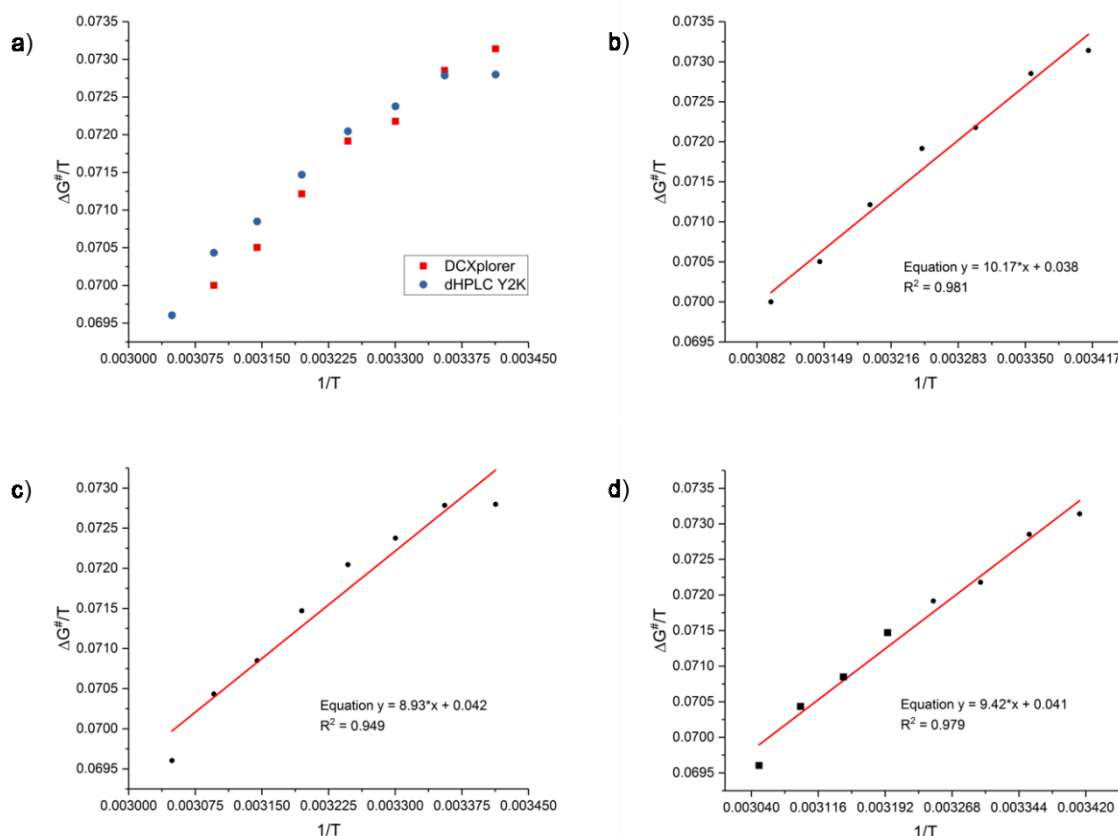 a)
0.0735
0.0730
0.0725
0.0720
0.0715
0.0710
0.0705
0.0700
0.0695
ΔG#/T
DCXplorer
dHPLC Y2K
0.003000 0.003075 0.003150 0.003225 0.003300 0.003375 0.003450
1/T
b)
0.0735
0.0730
0.0725
0.0720
0.0715
0.0710
0.0705
0.0700
0.0695
ΔG#/T
Equation y = 10.17*x + 0.038
R² = 0.981
0.003082 0.003149 0.003216 0.003283 0.003350 0.003417
1/T
c)
0.0730
0.0725
0.0720
0.0715
0.0710
0.0705
0.0700
0.0695
ΔG#/T
Equation y = 8.93*x + 0.042
R² = 0.949
0.003000 0.003075 0.003150 0.003225 0.003300 0.003375 0.003450
1/T
d)
0.0735
0.0730
0.0725
0.0720
0.0715
0.0710
0.0705
0.0700
0.0695
ΔG#/T
Equation y = 9.42*x + 0.041
R² = 0.979
0.003040 0.003116 0.003192 0.003268 0.003344 0.003420
1/T